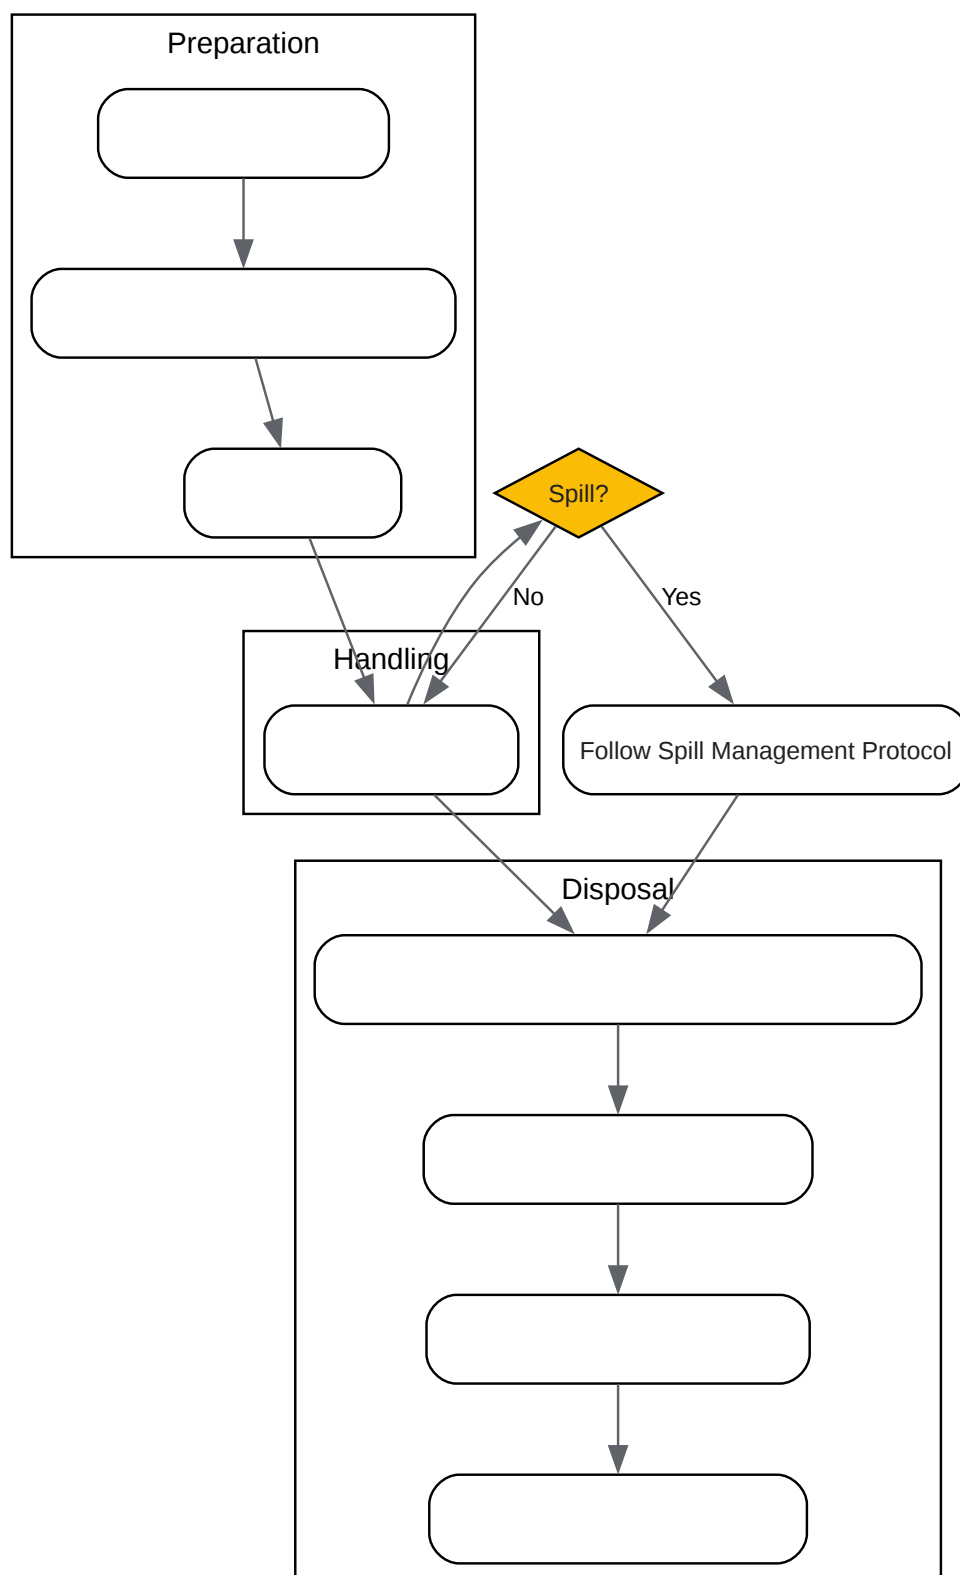 Preparation
Spill?
No
Yes
Handling
Follow Spill Management Protocol
Disposal